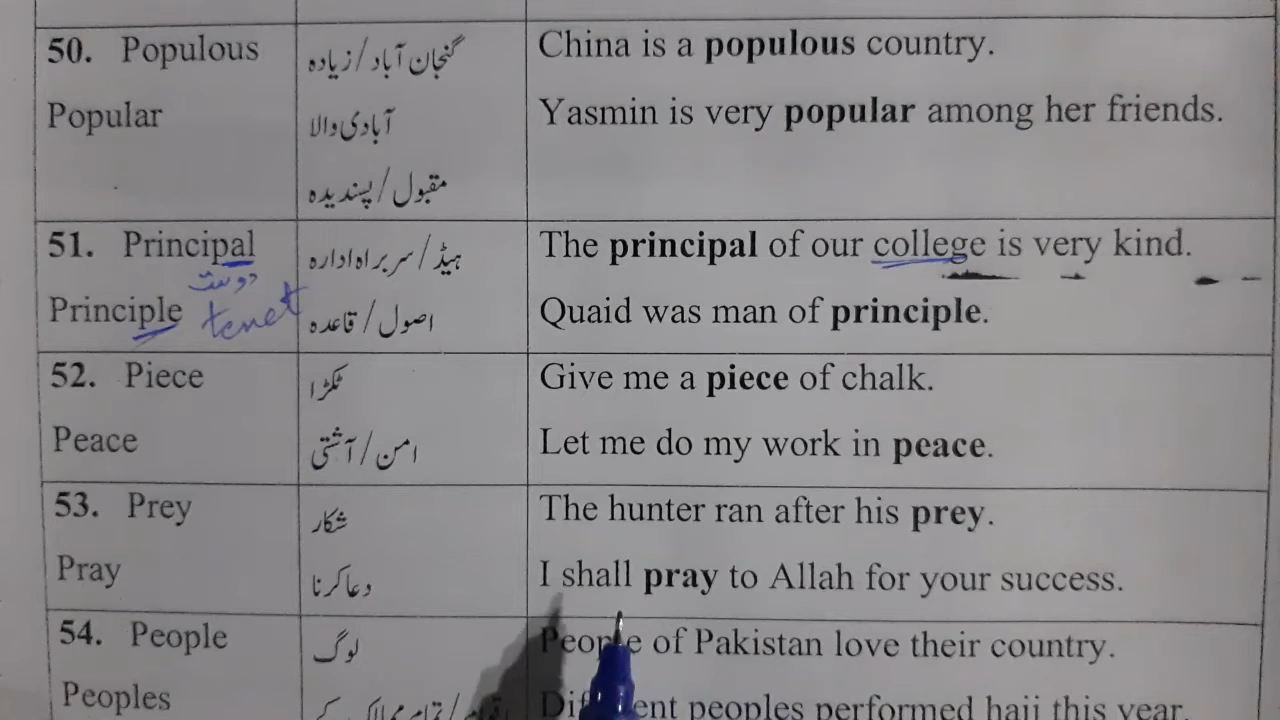 50. Populous گنجان آباد/زیادہ China is a populous country.
Popular آبادی والا Yasmin is very popular among her friends.
مقبول/پسندیدہ
51. Principal ہیڈ/سربراہ ادارہ The principal of our college is very kind.
دوست
Principle tenet اصول/قاعدہ Quaid was man of principle.
52. Piece ٹکڑا Give me a piece of chalk.
Peace امن/آشتی Let me do my work in peace.
53. Prey شکار The hunter ran after his prey.
Pray دعا کرنا I shall pray to Allah for your success.
54. People لوگ People of Pakistan love their country.
Peoples Different peoples performed hajj this year.